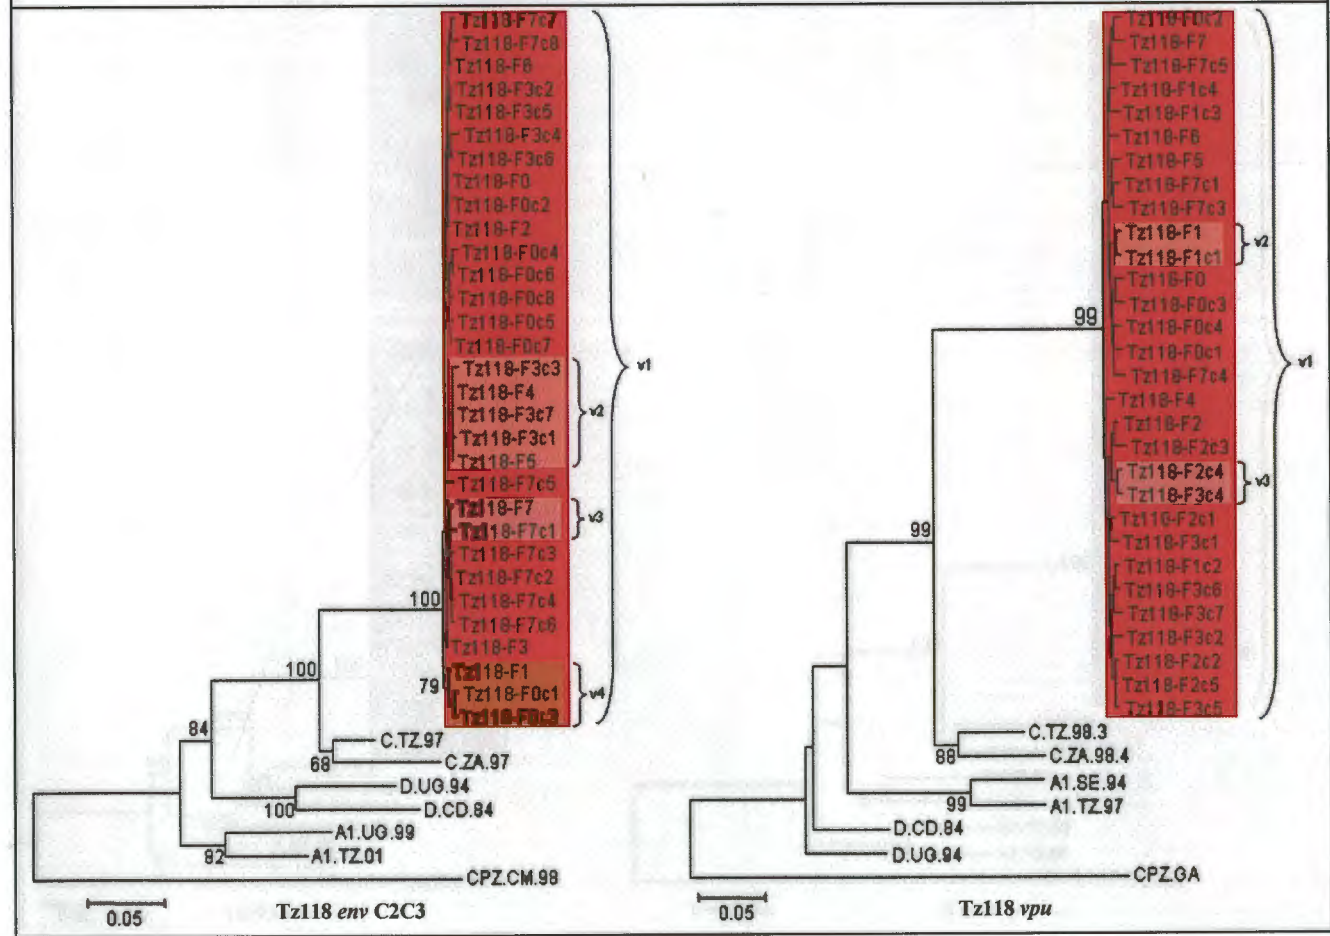 Tz118-F7c7
Tz118-F7c8
Tz118-F6
Tz118-F3c2
Tz118-F3c5
Tz118-F3c4
Tz118-F3c6
Tz118-F0
Tz118-F0c2
Tz118-F2
Tz118-F0c4
Tz118-F0c6
Tz118-F0c8
Tz118-F0c5
Tz118-F0c7
Tz118-F3c3
Tz118-F4
Tz118-F3c7
Tz118-F3c1
Tz118-F5
Tz118-F7c5
Tz118-F7
Tz118-F7c1
Tz118-F7c3
Tz118-F7c2
Tz118-F7c4
Tz118-F7c6
Tz118-F3
Tz118-F1
Tz118-F0c1
Tz118-F0c3
v1
v2
v3
v4
100
79
100
84
68
100
82
C.TZ.97
C.ZA.97
D.UG.94
D.CD.84
A1.UG.99
A1.TZ.01
CPZ.CM.98
0.05
Tz118 env C2C3
Tz118-F0c2
Tz118-F7
Tz118-F7c5
Tz118-F1c4
Tz118-F1c3
Tz118-F6
Tz118-F5
Tz118-F7c1
Tz118-F7c3
Tz118-F1
Tz118-F1c1
Tz118-F0
Tz118-F0c3
Tz118-F0c4
Tz118-F0c1
Tz118-F7c4
Tz118-F4
Tz118-F2
Tz118-F2c3
Tz118-F2c4
Tz118-F3c4
Tz118-F2c1
Tz118-F3c1
Tz118-F1c2
Tz118-F3c6
Tz118-F3c7
Tz118-F3c2
Tz118-F2c2
Tz118-F2c5
Tz118-F3c5
v2
v1
v3
99
99
88
99
C.TZ.98.3
C.ZA.98.4
A1.SE.94
A1.TZ.97
D.CD.84
D.UG.94
CPZ.GA
0.05
Tz118 vpu